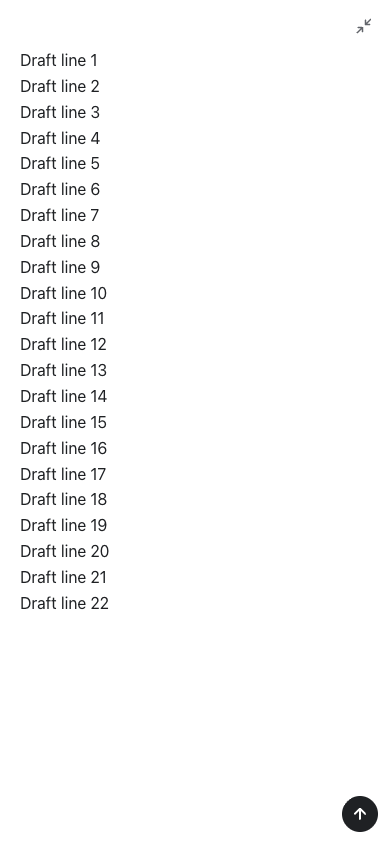 Draft line 1
Draft line 2
Draft line 3
Draft line 4
Draft line 5
Draft line 6
Draft line 7
Draft line 8
Draft line 9
Draft line 10
Draft line 11
Draft line 12
Draft line 13
Draft line 14
Draft line 15
Draft line 16
Draft line 17
Draft line 18
Draft line 19
Draft line 20
Draft line 21
Draft line 22